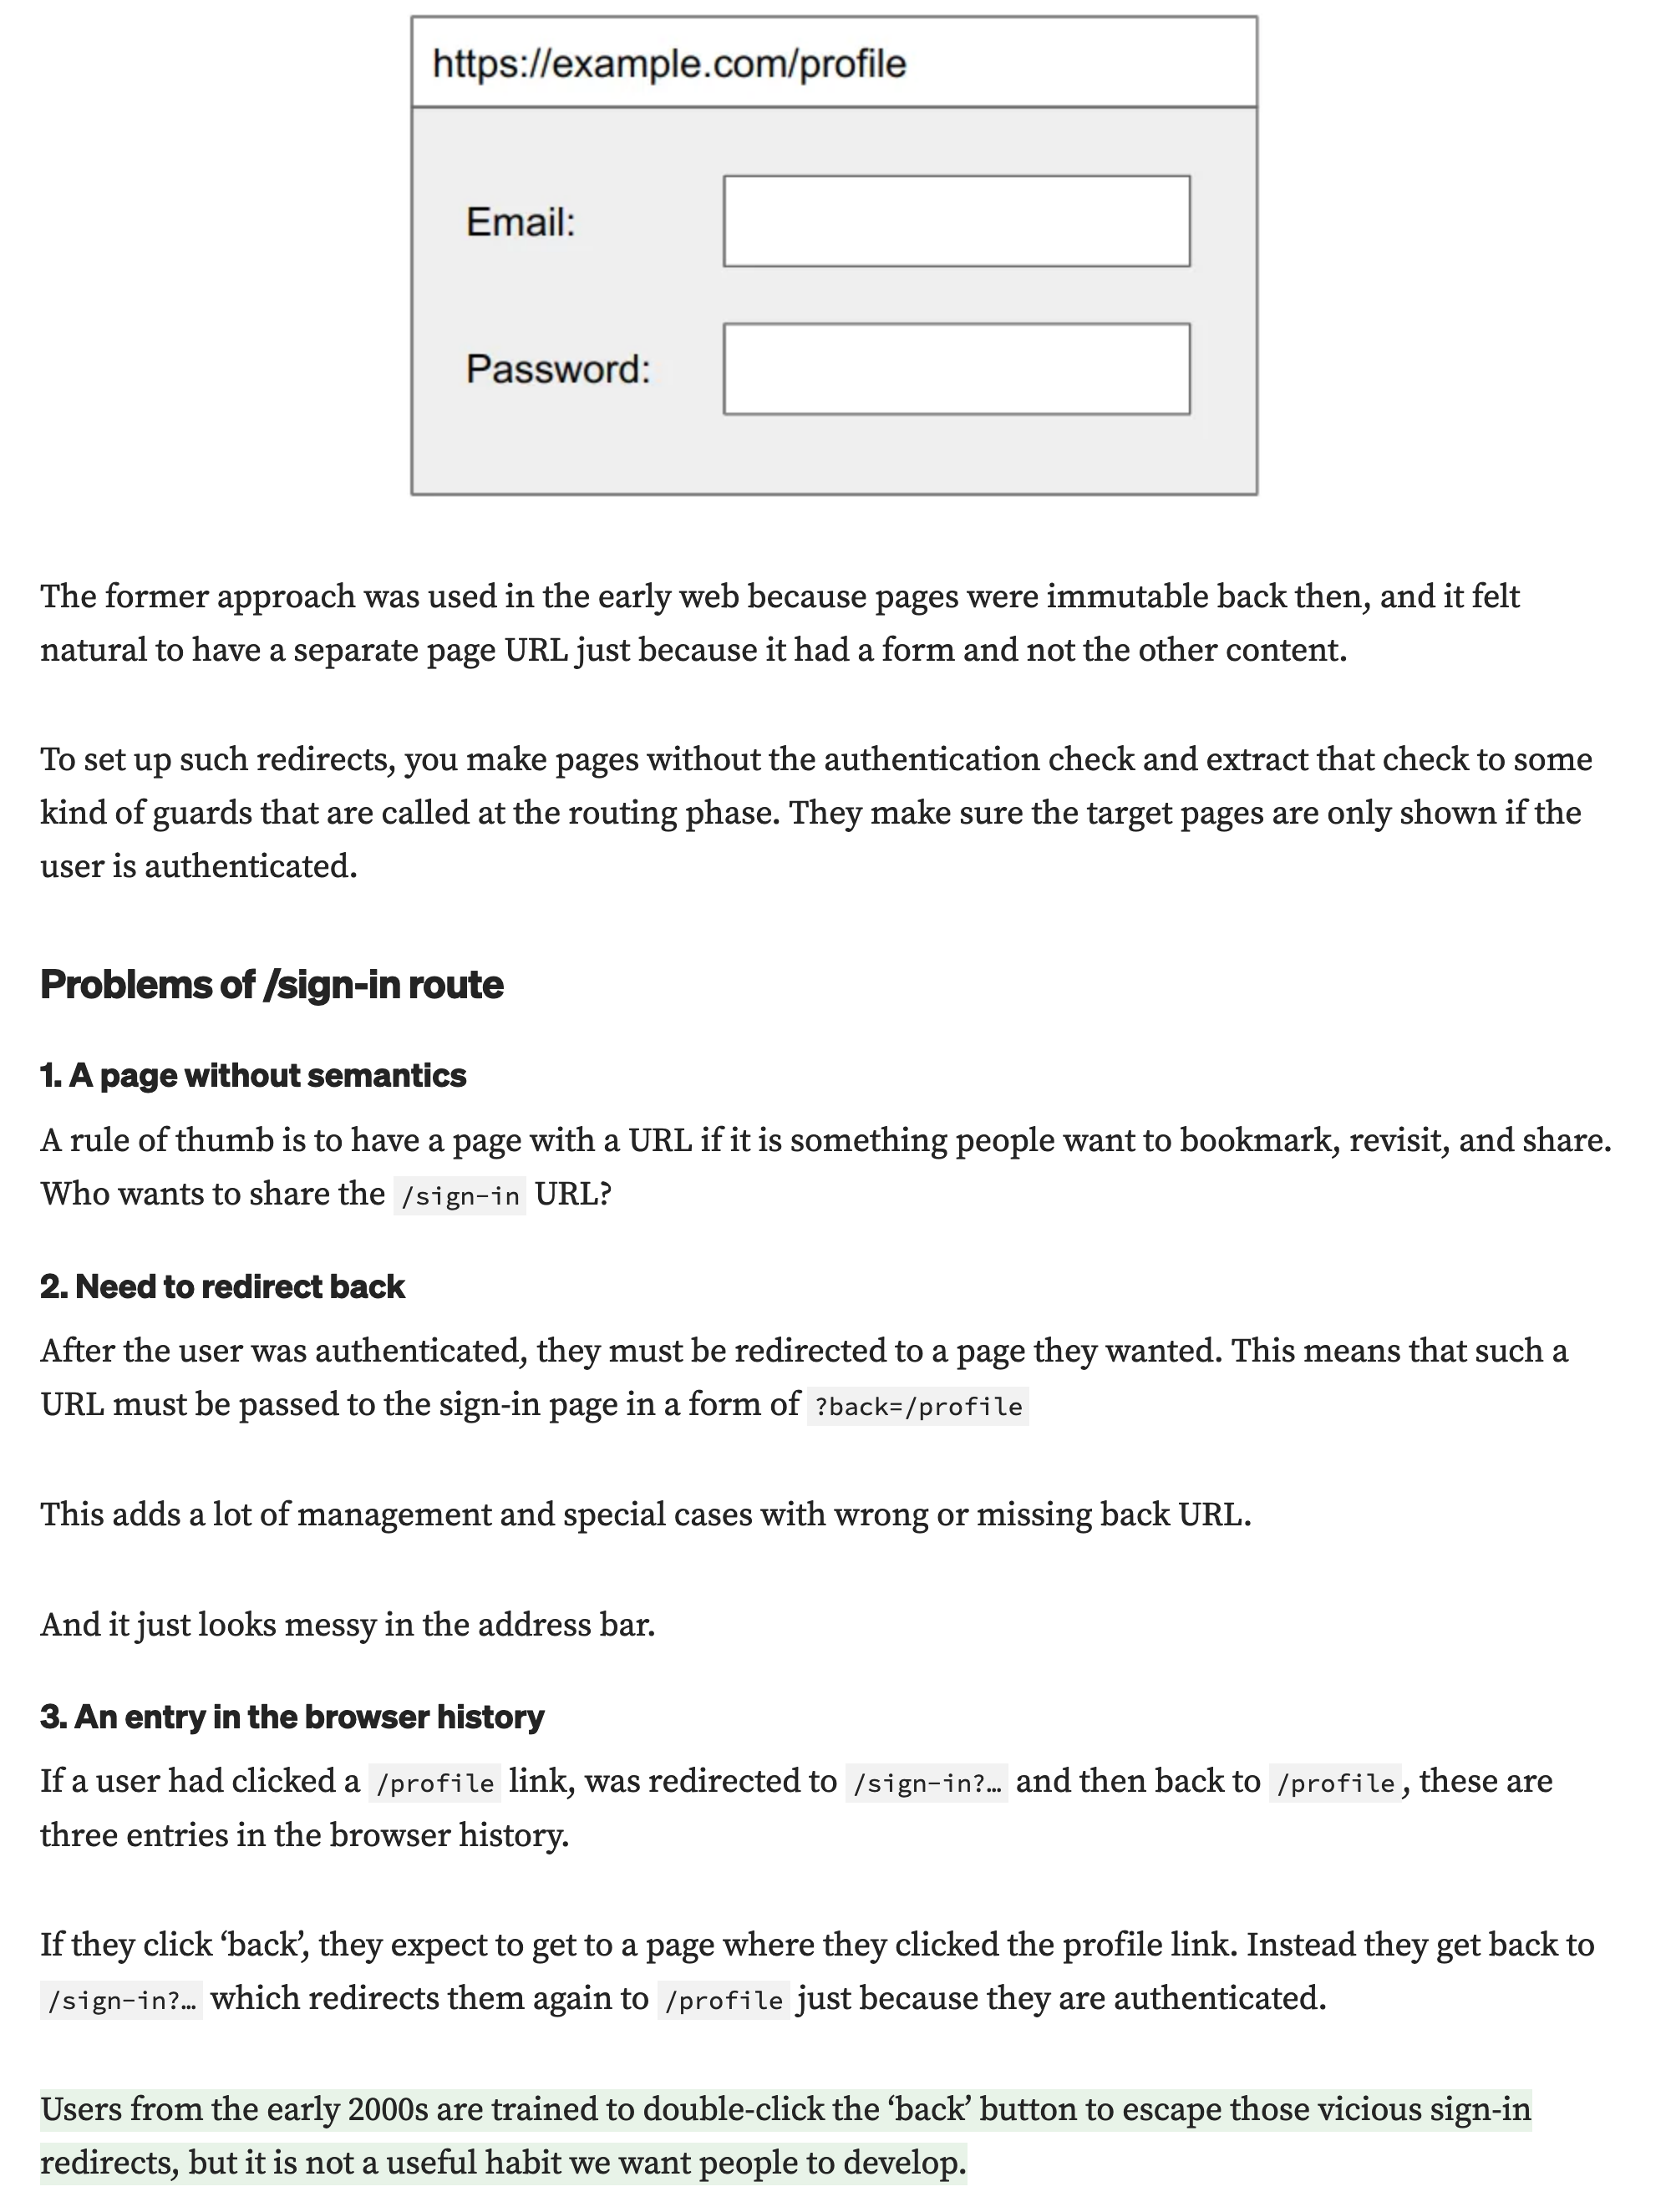 https://example.com/profile
Email:
Password:
The former approach was used in the early web because pages were immutable back then, and it felt
natural to have a separate page URL just because it had a form and not the other content.
To set up such redirects, you make pages without the authentication check and extract that check to some
kind of guards that are called at the routing phase. They make sure the target pages are only shown if the
user is authenticated.
Problems of /sign-in route
1. A page without semantics
A rule of thumb is to have a page with a URL if it is something people want to bookmark, revisit, and share.
Who wants to share the /sign-in URL?
2. Need to redirect back
After the user was authenticated, they must be redirected to a page they wanted. This means that such a
URL must be passed to the sign-in page in a form of ?back=/profile
This adds a lot of management and special cases with wrong or missing back URL.
And it just looks messy in the address bar.
3. An entry in the browser history
If a user had clicked a /profile link, was redirected to /sign-in?… and then back to /profile, these are
three entries in the browser history.
If they click ‘back’, they expect to get to a page where they clicked the profile link. Instead they get back to
/sign-in?… which redirects them again to /profile just because they are authenticated.
Users from the early 2000s are trained to double-click the ‘back’ button to escape those vicious sign-in
redirects, but it is not a useful habit we want people to develop.